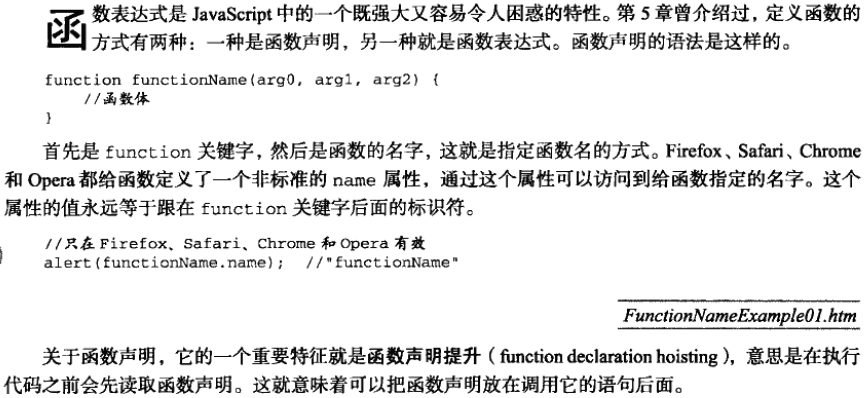 函数表达式是 JavaScript 中的一个既强大又容易令人困惑的特性。第 5 章曾介绍过，定义函数的
方式有两种：一种是函数声明，另一种就是函数表达式。函数声明的语法是这样的。
function functionName(arg0, arg1, arg2) {
    //函数体
}
首先是 function 关键字，然后是函数的名字，这就是指定函数名的方式。Firefox、Safari、Chrome
和 Opera 都给函数定义了一个非标准的 name 属性，通过这个属性可以访问到给函数指定的名字。这个
属性的值永远等于跟在 function 关键字后面的标识符。
//只在 Firefox、Safari、Chrome 和 Opera 有效
alert(functionName.name);  //"functionName"
FunctionNameExample01.htm
关于函数声明，它的一个重要特征就是函数声明提升（function declaration hoisting），意思是在执行
代码之前会先读取函数声明。这就意味着可以把函数声明放在调用它的语句后面。